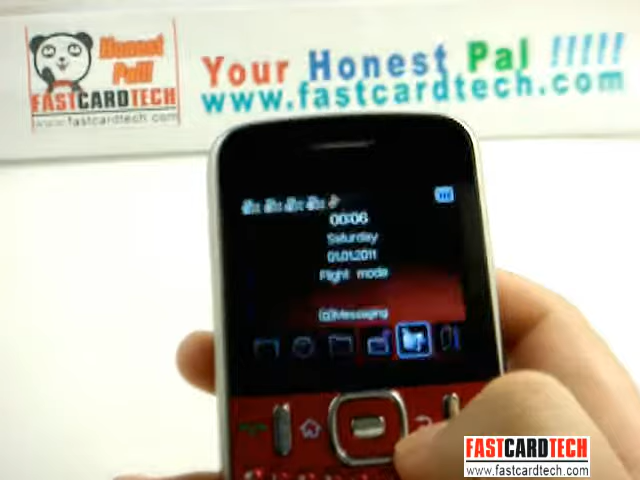 Honest
Pal!!
FASTCARDTECH
www.fastcardtech.com
Your Honest Pal !!!!!
www.fastcardtech.com
00:06
Saturday
01.01.2011
Flight mode
Messaging
FASTCARDTECH
www.fastcardtech.com